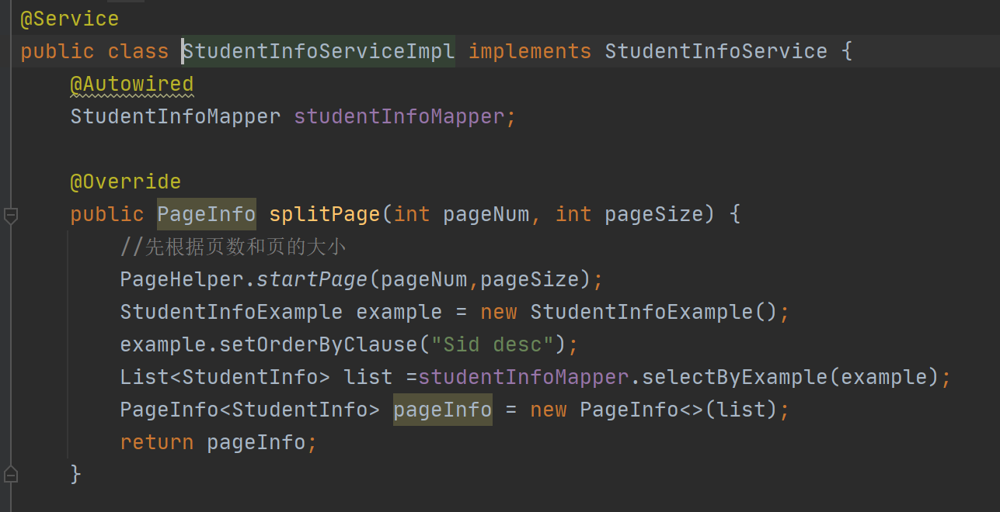 @Service
public class StudentInfoServiceImpl implements StudentInfoService {
    @Autowired
    StudentInfoMapper studentInfoMapper;

    @Override
    public PageInfo splitPage(int pageNum, int pageSize) {
        //先根据页数和页的大小
        PageHelper.startPage(pageNum,pageSize);
        StudentInfoExample example = new StudentInfoExample();
        example.setOrderByClause("Sid desc");
        List<StudentInfo> list =studentInfoMapper.selectByExample(example);
        PageInfo<StudentInfo> pageInfo = new PageInfo<>(list);
        return pageInfo;
    }